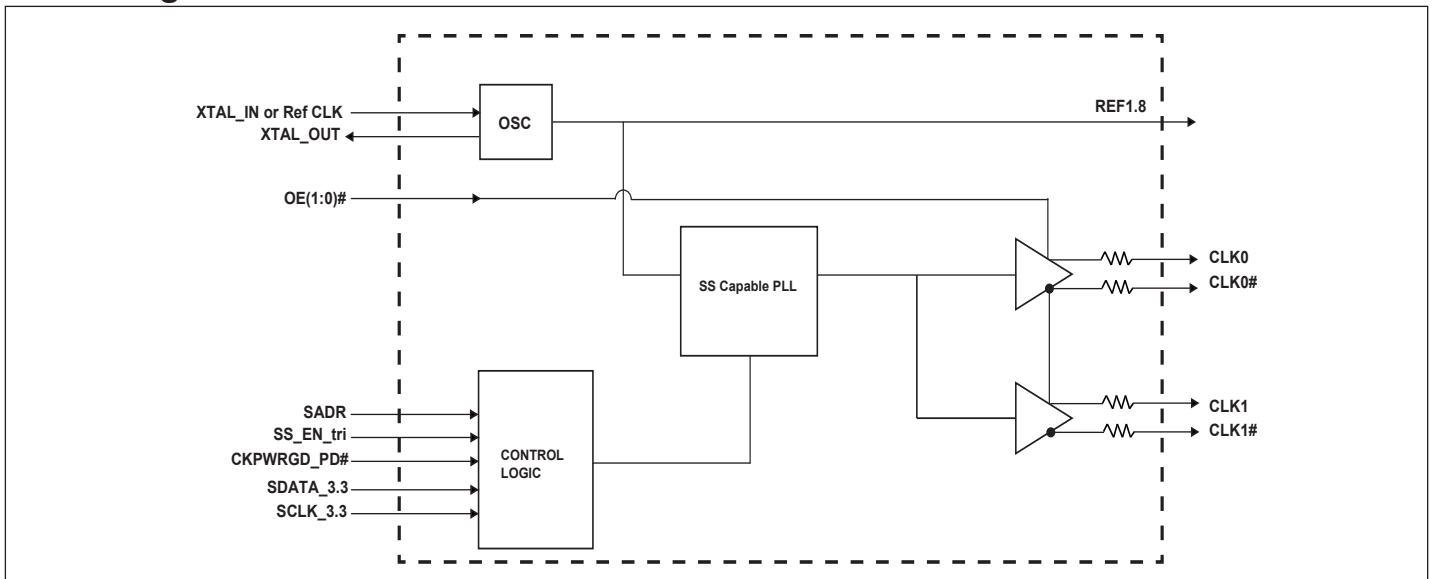 XTAL_IN or Ref CLK
XTAL_OUT
OSC
REF1.8
OE(1:0)#
SS Capable PLL
CLK0
CLK0#
CLK1
CLK1#
SADR
SS_EN_tri
CKPWRGD_PD#
SDATA_3.3
SCLK_3.3
CONTROL
LOGIC